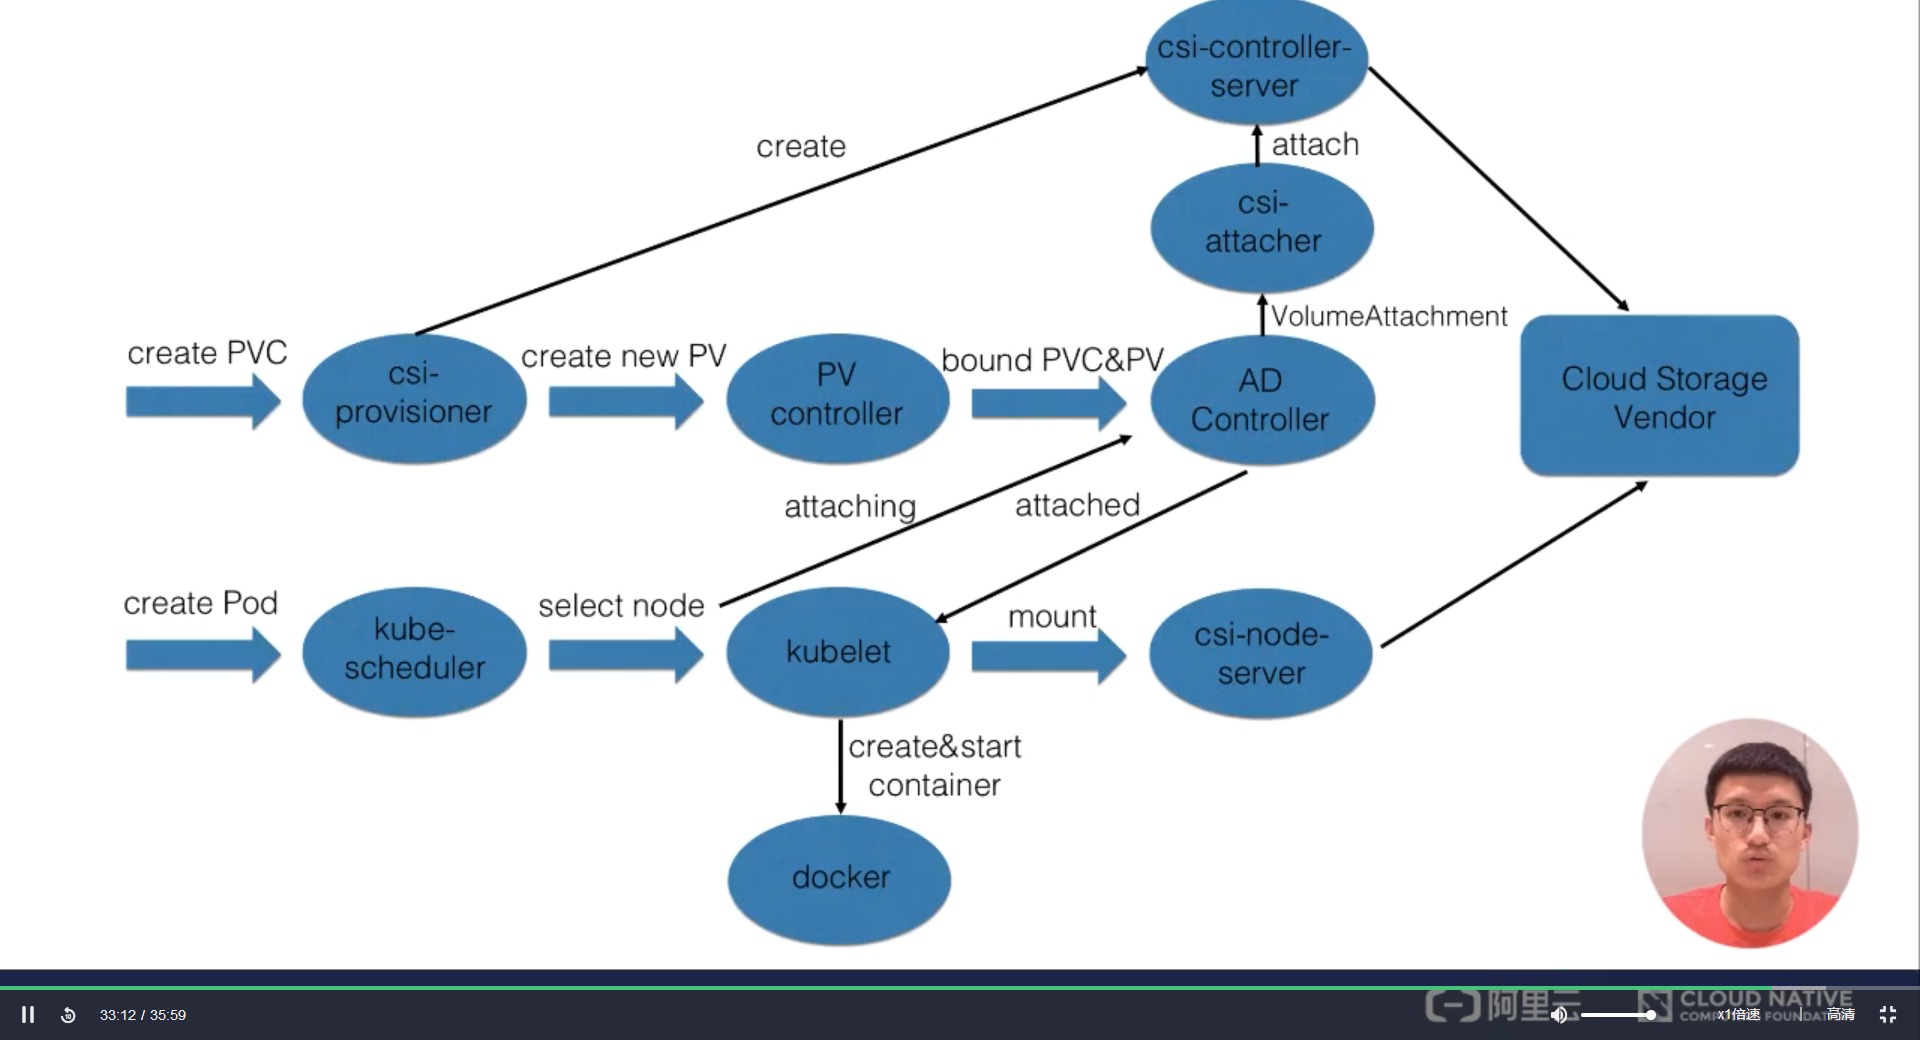 csi-controller-
server
create
attach
csi-
attacher
VolumeAttachment
create PVC
csi-
provisioner
create new PV
PV
controller
bound PVC&PV
AD
Controller
Cloud Storage
Vendor
attaching
attached
create Pod
kube-
scheduler
select node
kubelet
mount
csi-node-
server
create&start
container
docker
10
33:12 / 35:59
阿里云
CLOUD NATIVE
x1倍速
高清